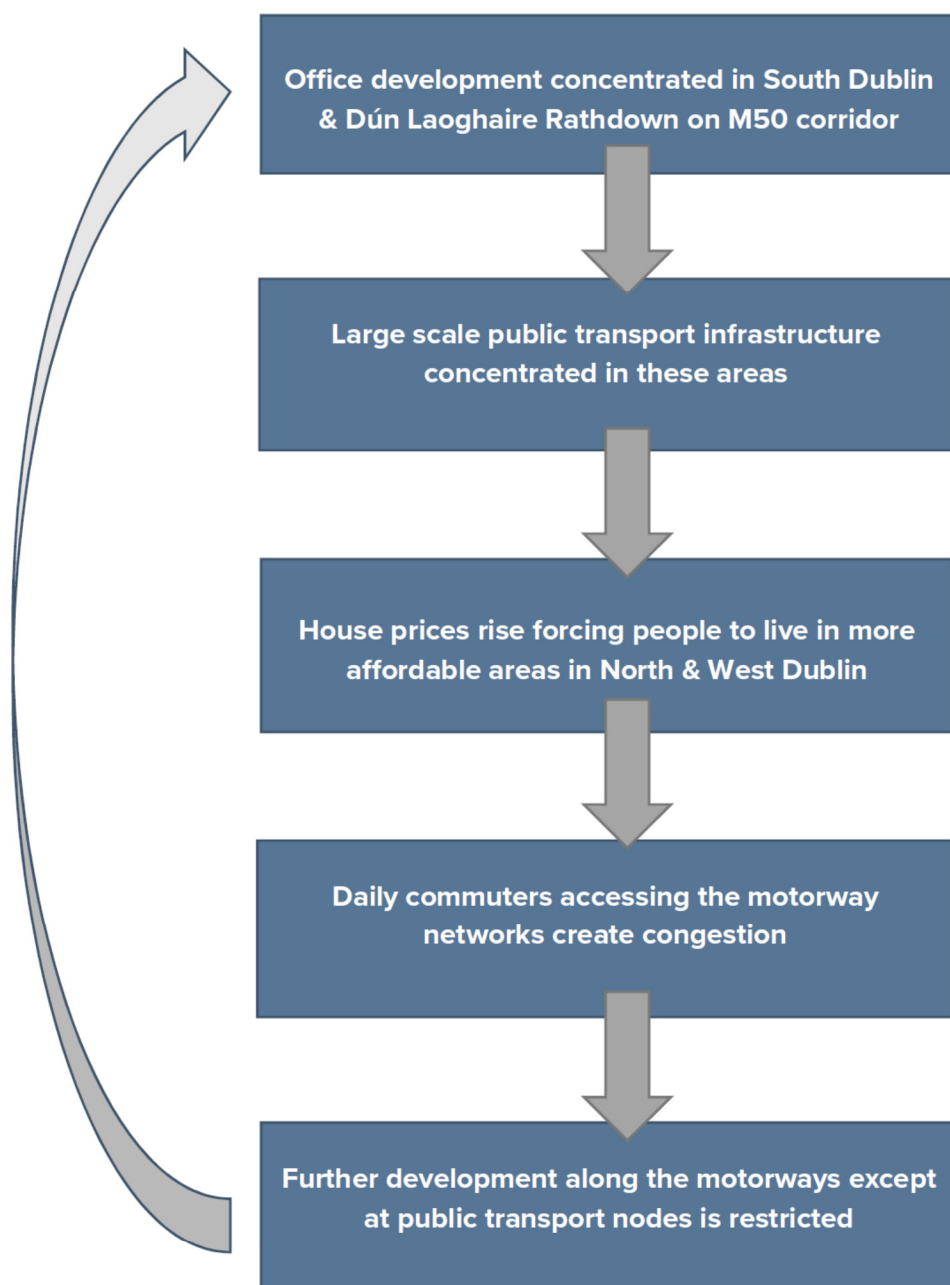 Office development concentrated in South Dublin
& Dún Laoghaire Rathdown on M50 corridor
Large scale public transport infrastructure
concentrated in these areas
House prices rise forcing people to live in more
affordable areas in North & West Dublin
Daily commuters accessing the motorway
networks create congestion
Further development along the motorways except
at public transport nodes is restricted